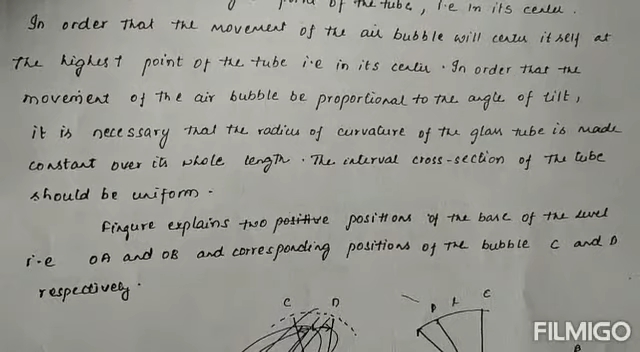 point of the tube, i.e in its center.
In order that the movement of the air bubble will center itself at
the highest point of the tube i.e in its center. In order that the
movement of the air bubble be proportional to the angle of tilt,
it is necessary that the radius of curvature of the glass tube is made
constant over its whole length. The interval cross-section of the tube
should be uniform.
Fingure explains two positive positions of the base of the level
i.e OA and OB and corresponding positions of the bubble C and D
respectively.
C D
D L C
B
FILMIGO